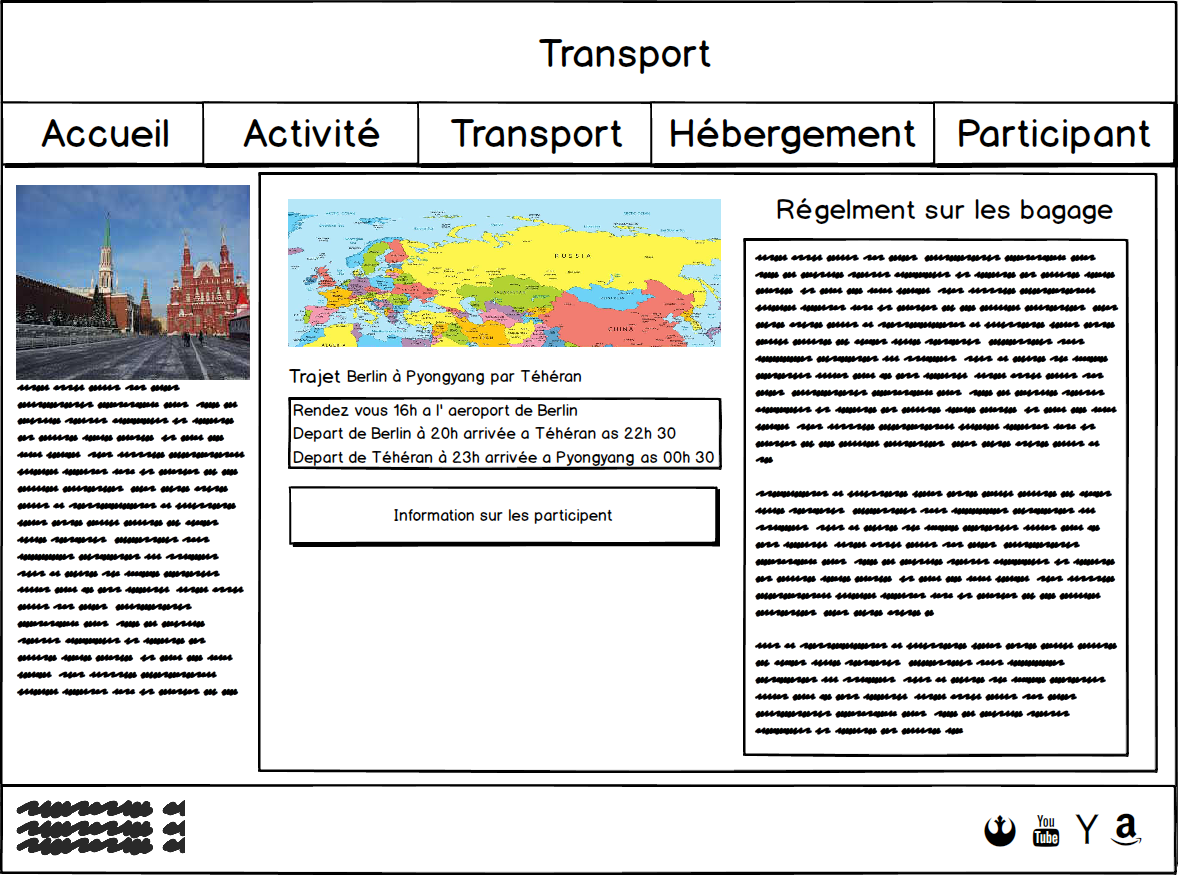 Transport
Accueil
Activité
Transport
Hébergement
Participant
Régelment sur les bagage
RUSSIA
CHINA
Trajet Berlin à Pyongyang par Téhéran
Rendez vous 16h a l' aeroport de Berlin
Depart de Berlin à 20h arrivée a Téhéran as 22h 30
Depart de Téhéran à 23h arrivée a Pyongyang as 00h 30
Information sur les participent
You
Tube
Y
a